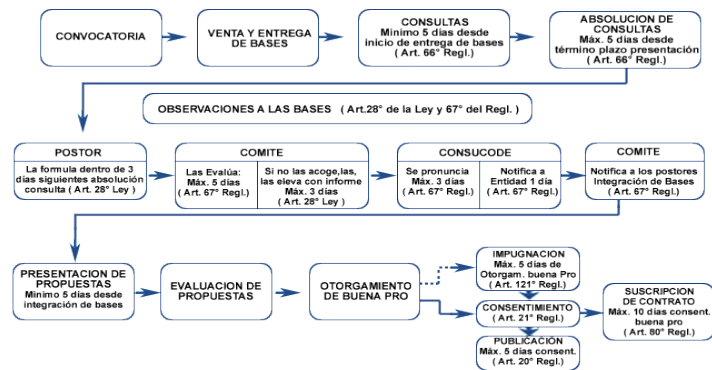 CONVOCATORIA
VENTA Y ENTREGA
DE BASES
CONSULTAS
Minimo 5 días desde
inicio de entrega de bases
( Art. 66° Regl.)
ABSOLUCION DE
CONSULTAS
Máx. 5 días desde
término plazo presentación
(Art. 66° Regl.)
OBSERVACIONES A LAS BASES ( Art.28° de la Ley y 67° del Regl. )
POSTOR
La formula dentro de 3
días siguientes absolución
consulta ( Art. 28° Ley )
COMITE
Las Evalúa:
Máx. 5 días
( Art. 67° Regl.)
Si no las acoge,las,
las eleva con informe
Máx. 3 días
( Art. 28° Ley )
CONSUCODE
Se pronuncia
Máx. 3 días
( Art. 67° Regl.)
Notifica a
Entidad 1 día
( Art. 67° Regl.)
COMITE
Notifica a los postores
Integración de Bases
( Art. 67° Regl.)
PRESENTACION DE
PROPUESTAS
Minimo 5 días desde
integración de bases
EVALUACION DE
PROPUESTAS
OTORGAMIENTO
DE BUENA PRO
IMPUGNACION
Máx. 5 días de
Otorgam. buena Pro
( Art. 121° Regl.)
CONSENTIMIENTO
(Art. 21° Regl.)
PUBLICACIÓN
Máx. 5 días consent.
( Art. 20° Regl.)
SUSCRIPCION
DE CONTRATO
Máx. 10 días consent.
buena pro
( Art. 80° Regl.)